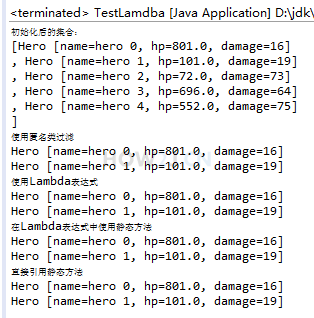 <terminated> TestLamdba [Java Application] D:\jdk\
初始化后的集合：
[Hero [name=hero 0, hp=801.0, damage=16]
, Hero [name=hero 1, hp=101.0, damage=19]
, Hero [name=hero 2, hp=72.0, damage=73]
, Hero [name=hero 3, hp=696.0, damage=64]
, Hero [name=hero 4, hp=552.0, damage=75]
]
使用匿名类过滤
Hero [name=hero 0, hp=801.0, damage=16]
Hero [name=hero 1, hp=101.0, damage=19]
使用Lambda表达式
Hero [name=hero 0, hp=801.0, damage=16]
Hero [name=hero 1, hp=101.0, damage=19]
在Lambda表达式中使用静态方法
Hero [name=hero 0, hp=801.0, damage=16]
Hero [name=hero 1, hp=101.0, damage=19]
直接引用静态方法
Hero [name=hero 0, hp=801.0, damage=16]
Hero [name=hero 1, hp=101.0, damage=19]